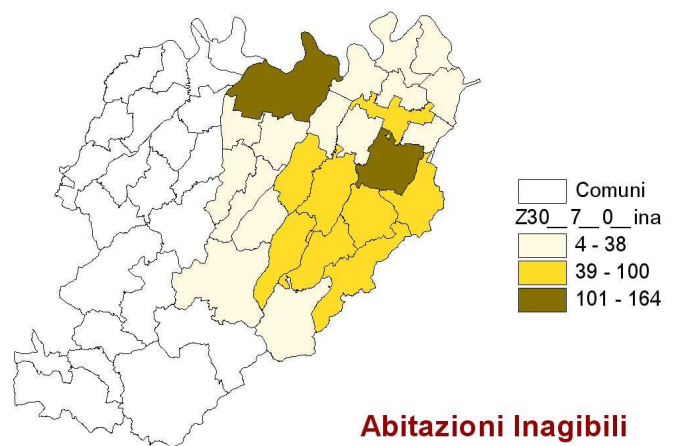 Comuni
Z30__7__0__ina
4 - 38
39 - 100
101 - 164
Abitazioni Inagibili